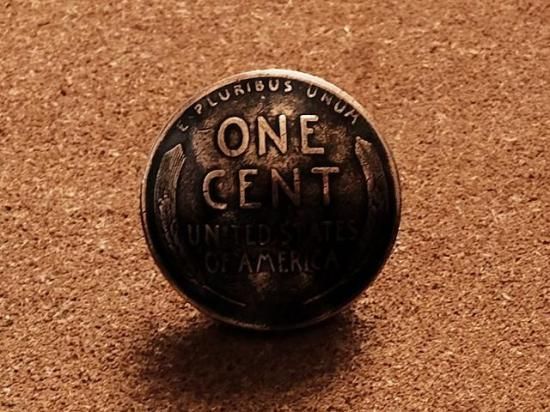 E PLURIBUS UNUM
ONE
CENT
UNITED STATES
OF AMERICA